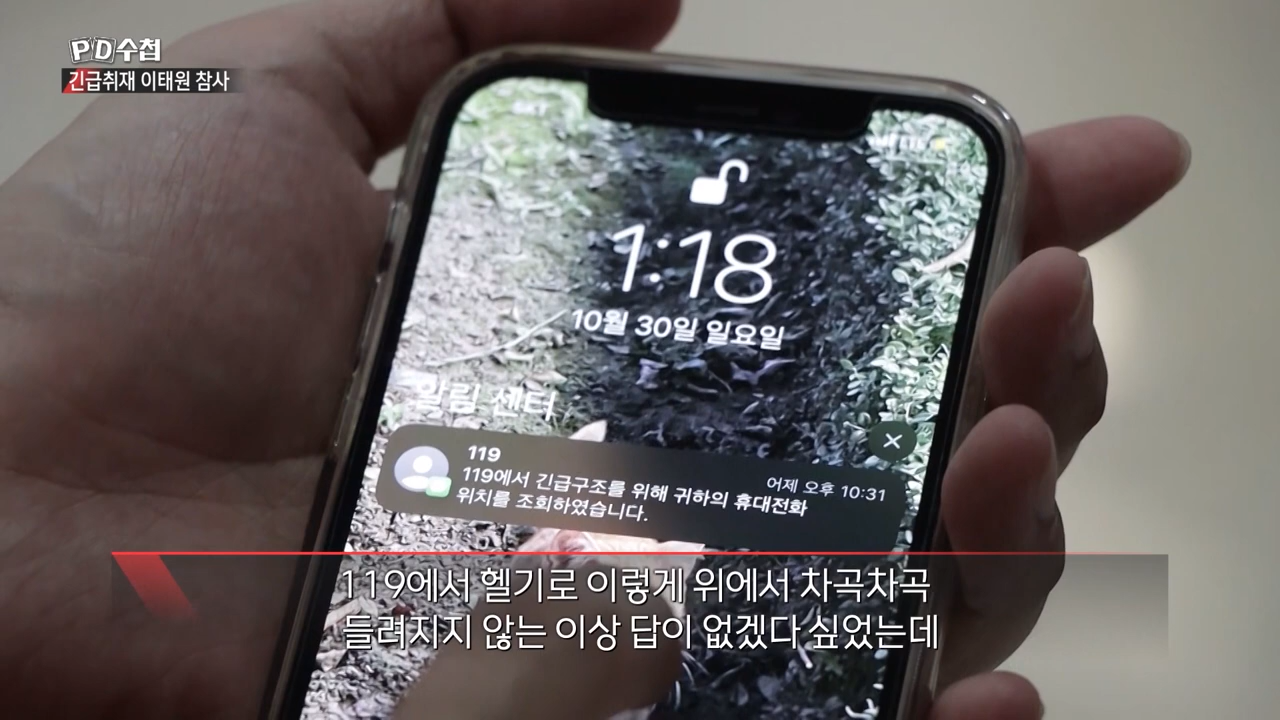 PD수첩
긴급취재 이태원 참사
1:18
10월 30일 일요일
알림 센터
119
어제 오후 10:31
119에서 긴급구조를 위해 귀하의 휴대전화
위치를 조회하였습니다.
119에서 헬기로 이렇게 위에서 차곡차곡
들려지지 않는 이상 답이 없겠다 싶었는데